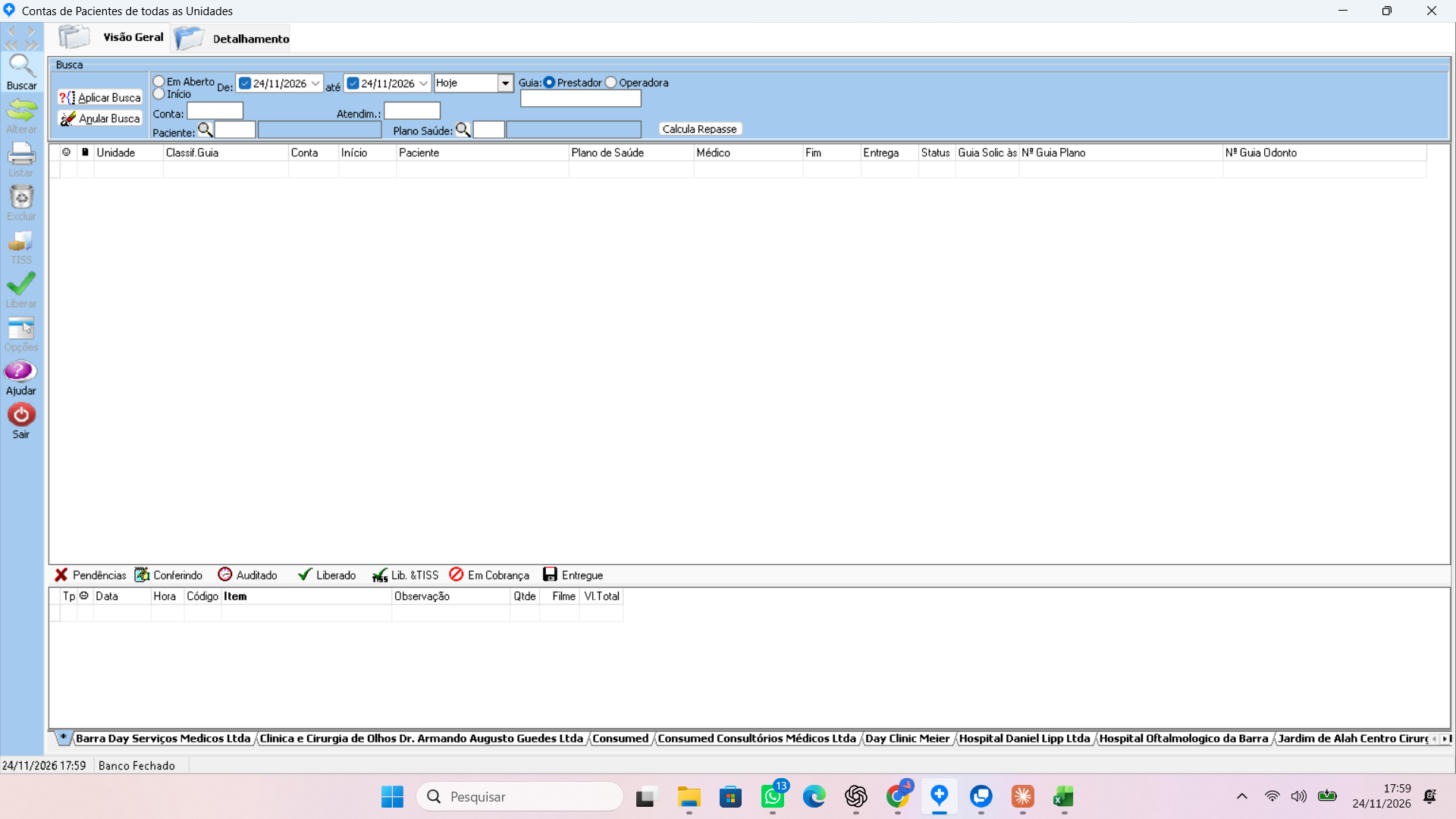 Contas de Pacientes de todas as Unidades
Visão Geral
Detalhamento
Busca
Buscar
Alterar
Listar
Excluir
TISS
Liberar
Opções
Ajudar
Sair
Aplicar Busca
Anular Busca
Em Aberto
Início
De: 24/11/2026 até 24/11/2026 Hoje
Guia: Prestador Operadora
Conta: Atendim.:
Paciente: Plano Saúde: Calcula Repasse
Unidade Classif.Guia Conta Início Paciente Plano de Saúde Médico Fim Entrega Status Guia Solic às Nº Guia Plano Nº Guia Odonto
Pendências Conferindo Auditado Liberado Lib. &TISS Em Cobrança Entregue
Tp Data Hora Código Item Observação Qtde Filme Vl.Total
* Barra Day Serviços Medicos Ltda Clinica e Cirurgia de Olhos Dr. Armando Augusto Guedes Ltda Consumed Consumed Consultórios Médicos Ltda Day Clinic Meier Hospital Daniel Lipp Ltda Hospital Oftalmologico da Barra Jardim de Alah Centro Cirurg
24/11/2026 17:59 Banco Fechado
Pesquisar
13
17:59
24/11/2026